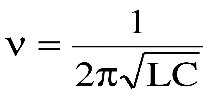 ν = 1 / 2π√LC